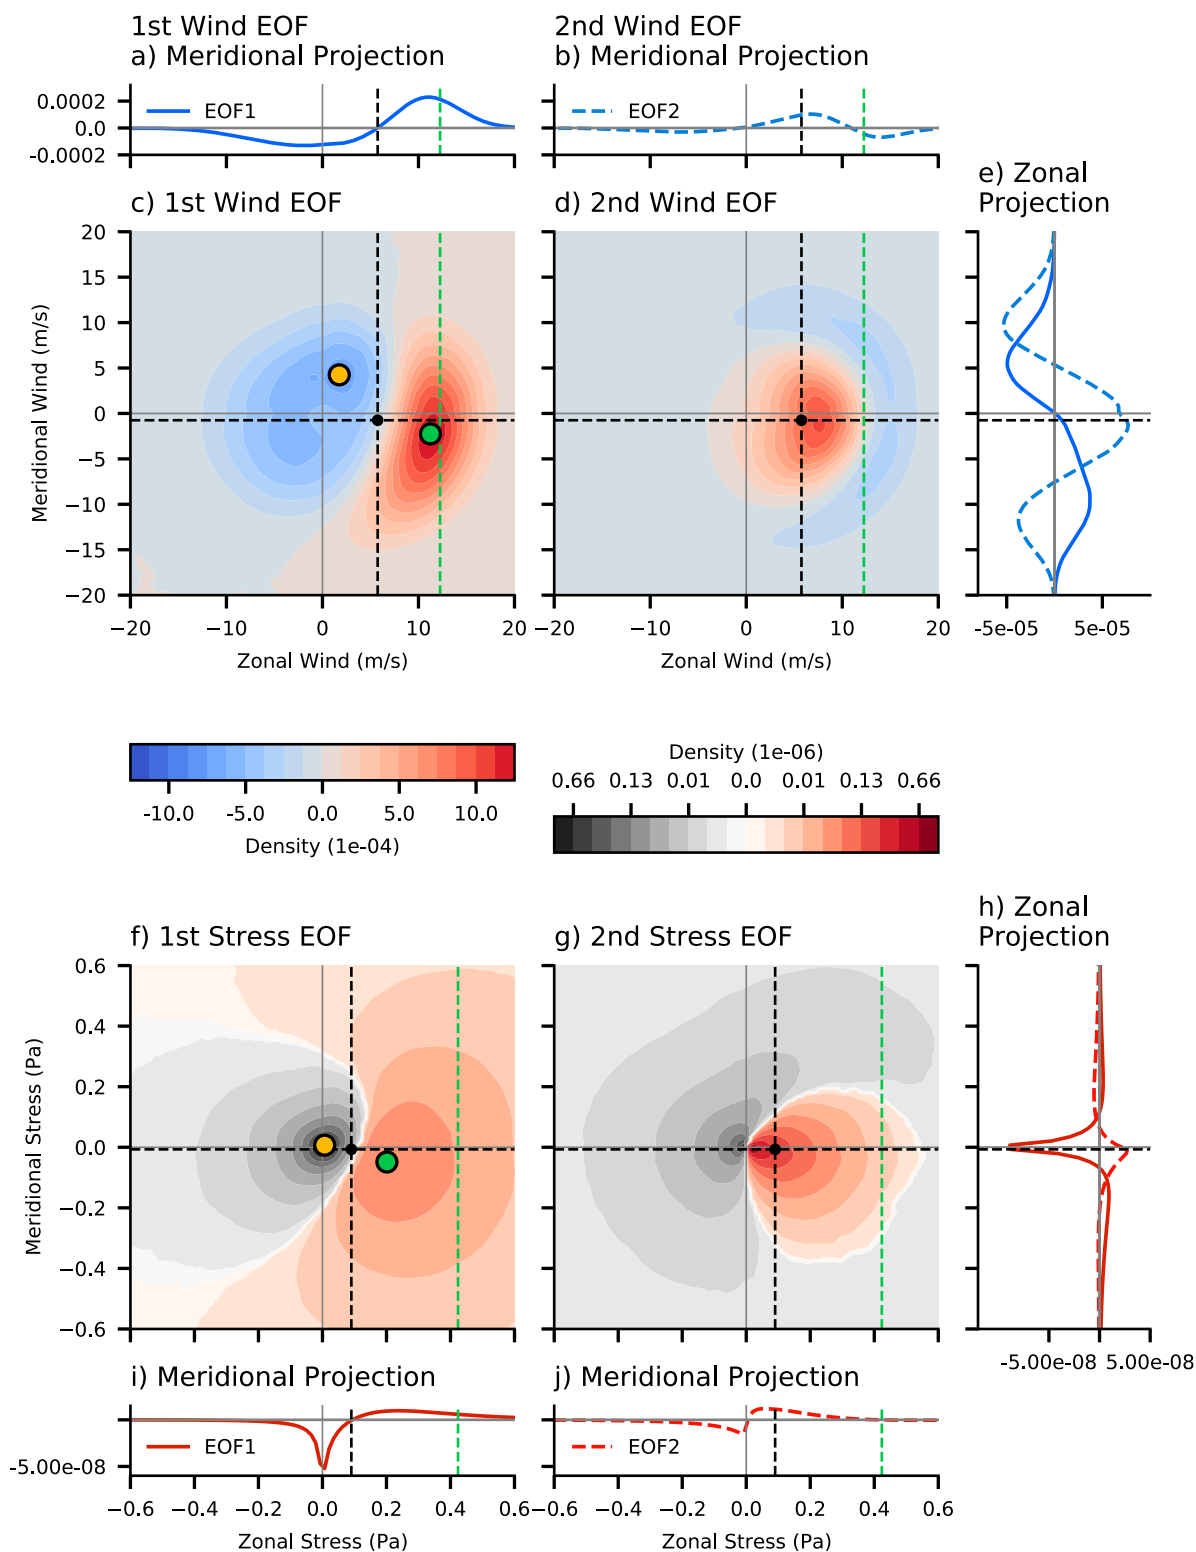 1st Wind EOF
a) Meridional Projection
2nd Wind EOF
b) Meridional Projection
0.0002
0.0
-0.0002
EOF1
EOF2
e) Zonal
Projection
c) 1st Wind EOF
d) 2nd Wind EOF
20
15
10
5
0
−5
−10
−15
−20
Meridional Wind (m/s)
−20 −10 0 10 20
−20 −10 0 10 20
-5e-05 5e-05
Zonal Wind (m/s)
Zonal Wind (m/s)
-10.0 -5.0 0.0 5.0 10.0
Density (1e-04)
Density (1e-06)
0.66 0.13 0.01 0.0 0.01 0.13 0.66
h) Zonal
Projection
f) 1st Stress EOF
g) 2nd Stress EOF
0.6
0.4
0.2
0.0
−0.2
−0.4
−0.6
Meridional Stress (Pa)
-5.00e-08 5.00e-08
i) Meridional Projection
j) Meridional Projection
EOF1
EOF2
-5.00e-08
−0.6 −0.4 −0.2 0.0 0.2 0.4 0.6
−0.6 −0.4 −0.2 0.0 0.2 0.4 0.6
Zonal Stress (Pa)
Zonal Stress (Pa)